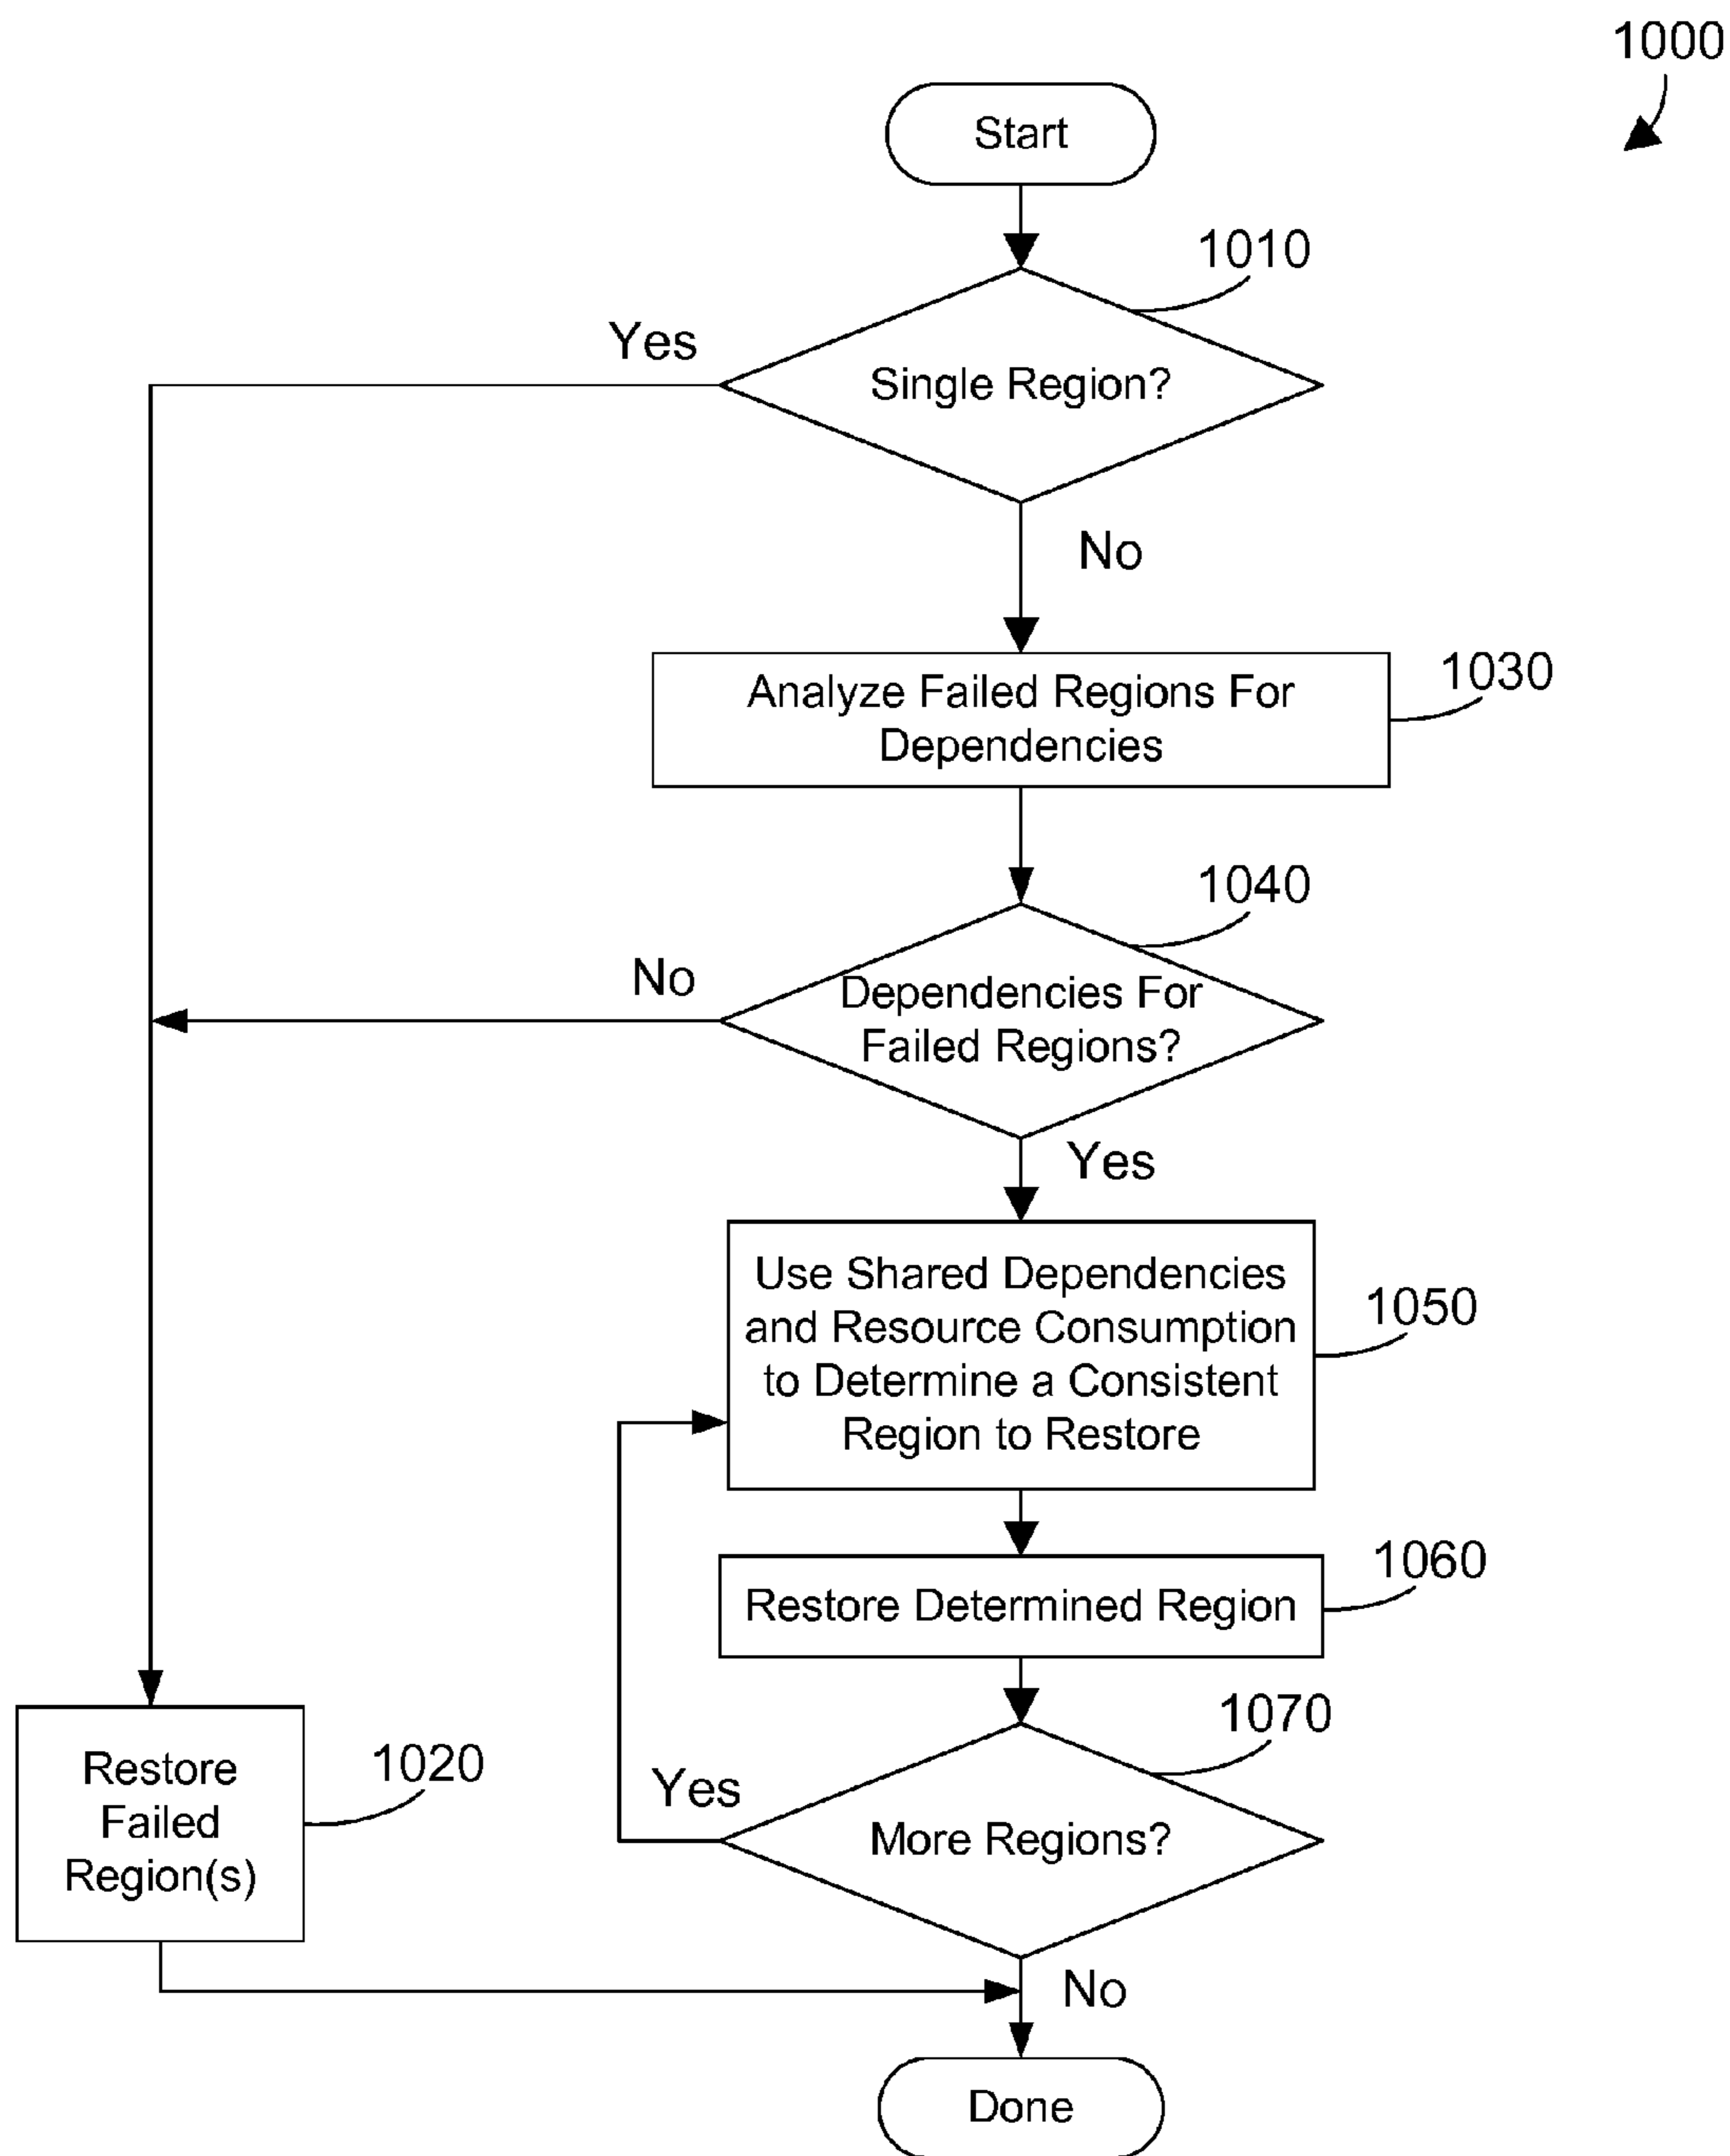 1000
Start
1010
Yes
Single Region?
No
Analyze Failed Regions For
Dependencies
1030
1040
No
Dependencies For
Failed Regions?
Yes
Use Shared Dependencies
and Resource Consumption
to Determine a Consistent
Region to Restore
1050
1060
Restore Determined Region
1070
Restore
Failed
Region(s)
1020
Yes
More Regions?
No
Done